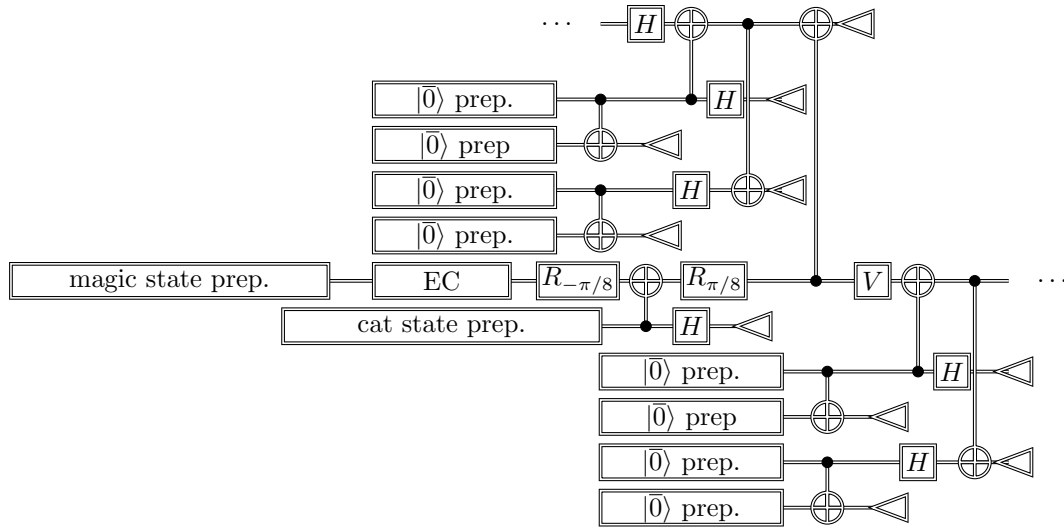 ... H
|0̅⟩ prep. H
|0̅⟩ prep
|0̅⟩ prep. H
|0̅⟩ prep.
magic state prep. EC R₋π/8 Rπ/8 V ...
cat state prep. H
|0̅⟩ prep. H
|0̅⟩ prep
|0̅⟩ prep. H
|0̅⟩ prep.